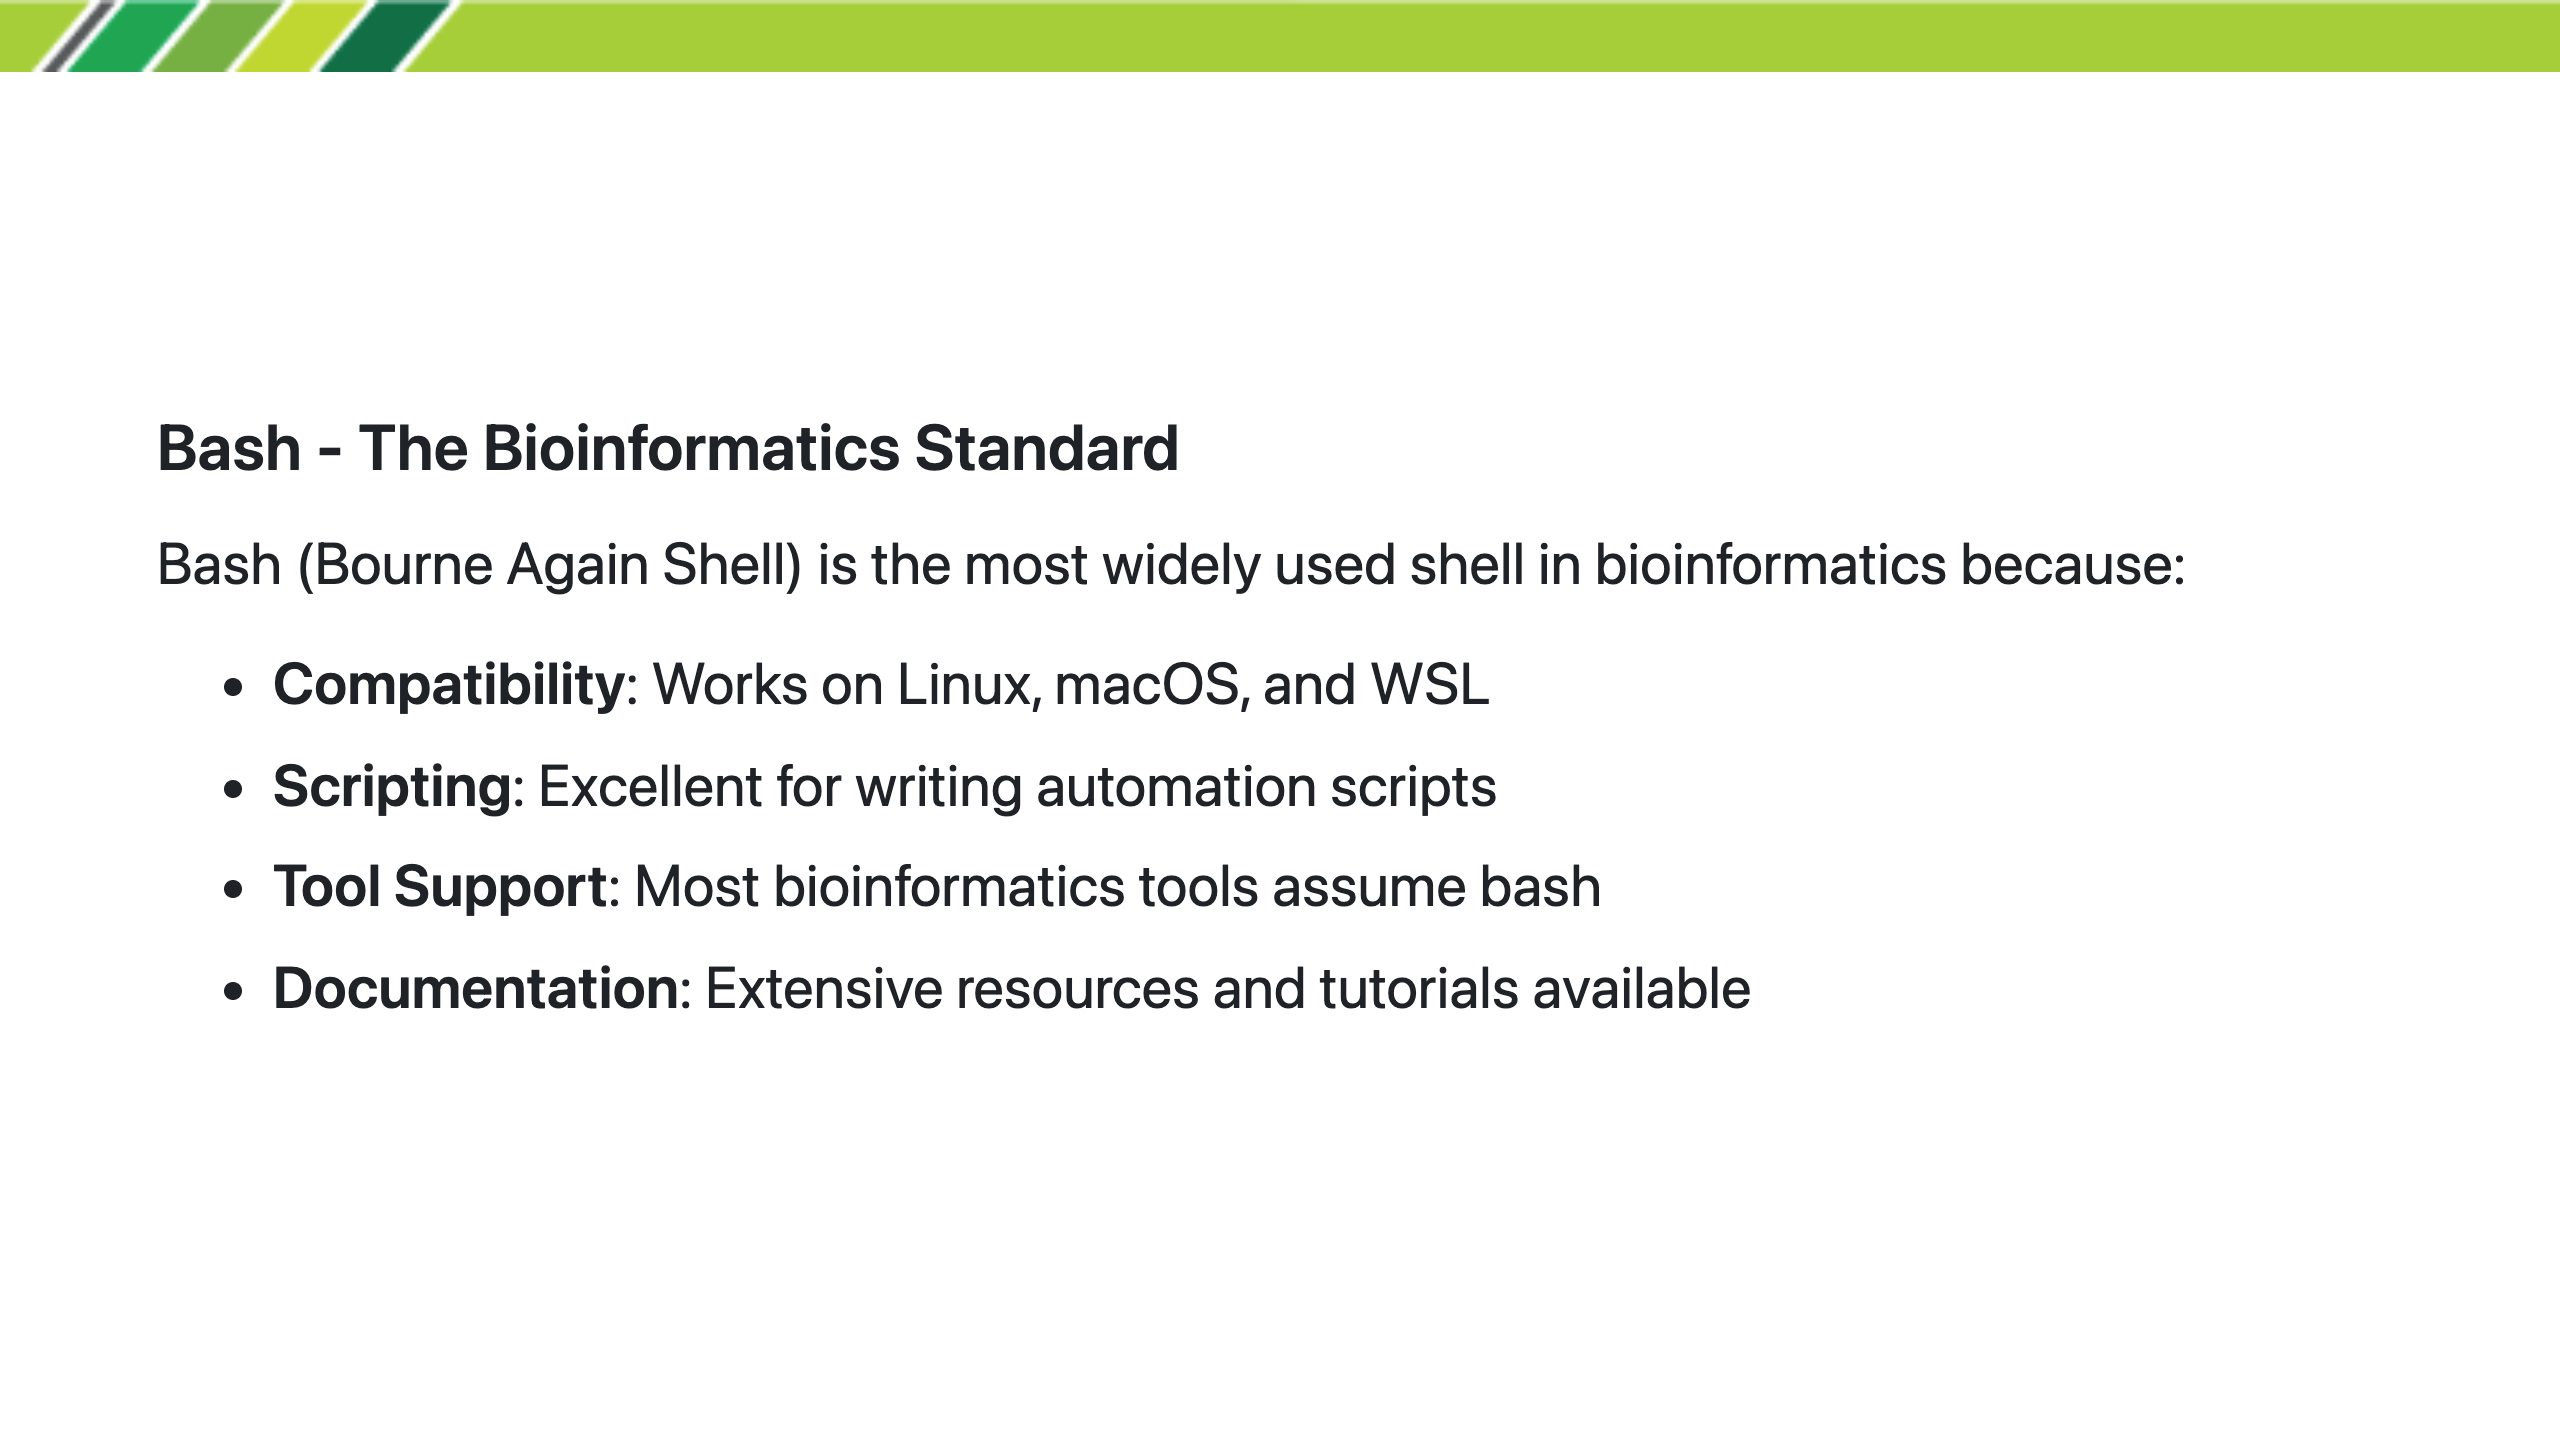 Bash - The Bioinformatics Standard
Bash (Bourne Again Shell) is the most widely used shell in bioinformatics because:
• Compatibility: Works on Linux, macOS, and WSL
• Scripting: Excellent for writing automation scripts
• Tool Support: Most bioinformatics tools assume bash
• Documentation: Extensive resources and tutorials available